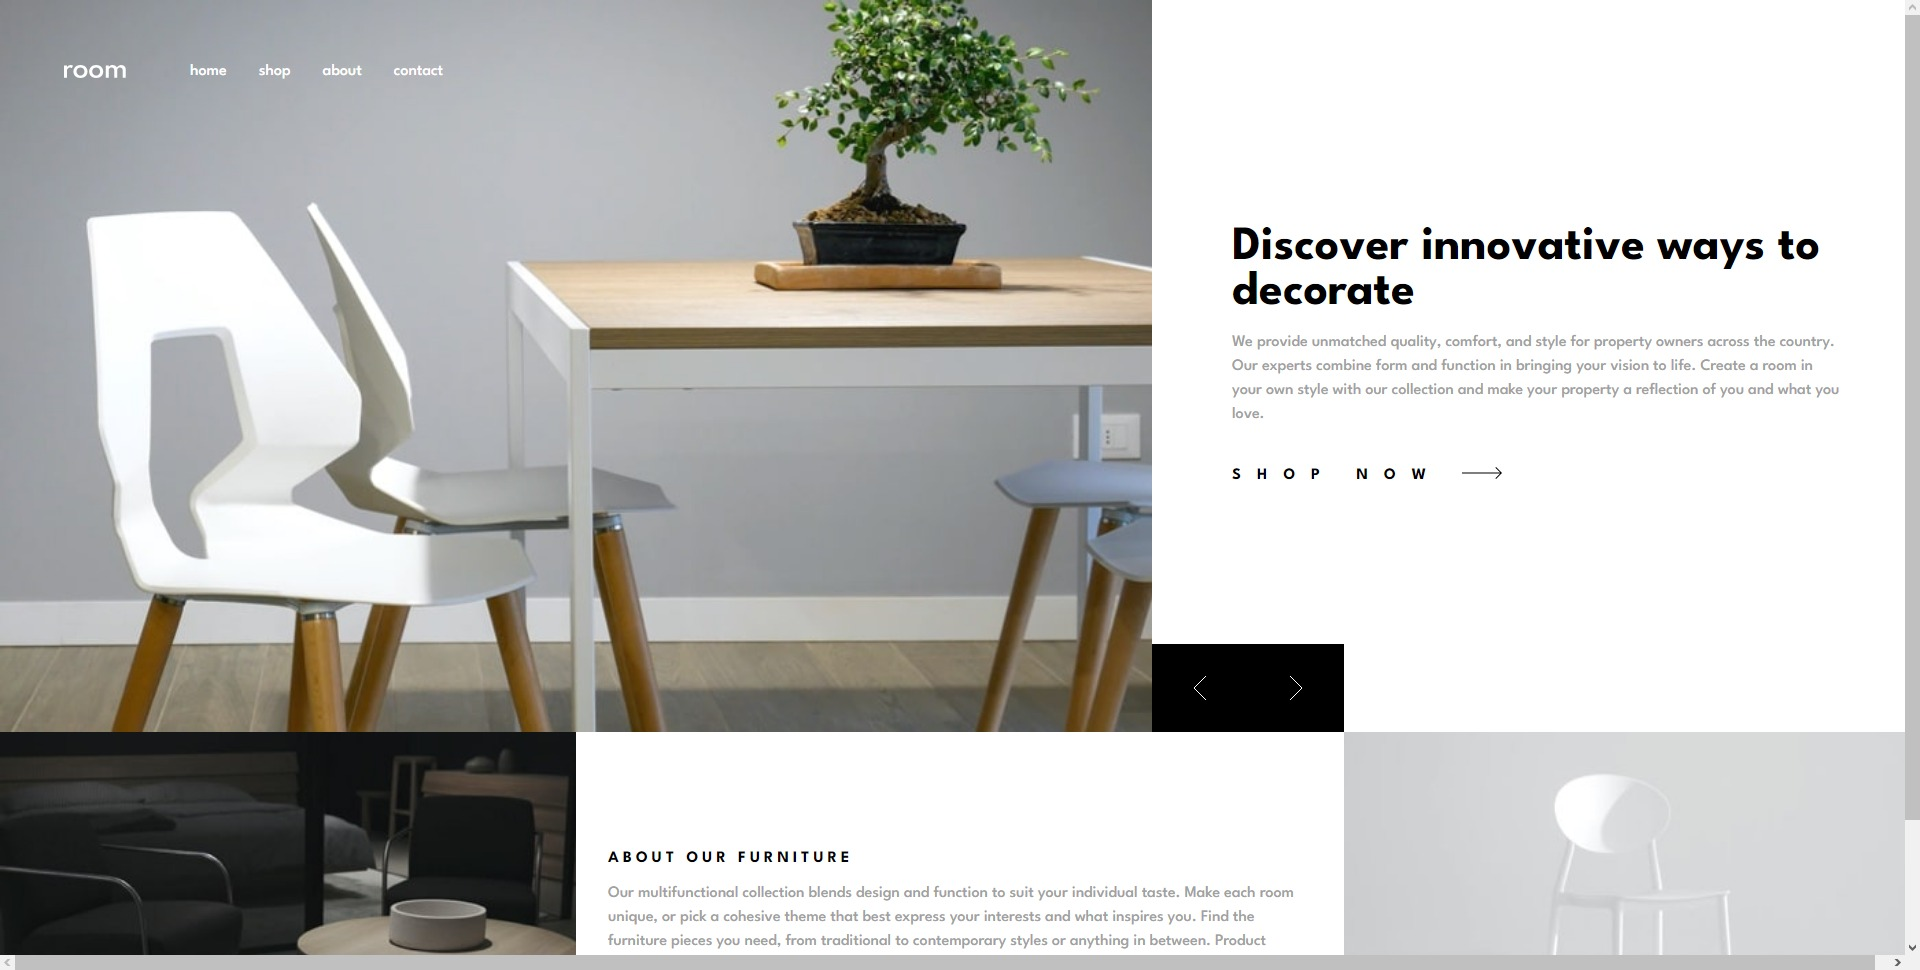 room
home shop about contact
Discover innovative ways to
decorate
We provide unmatched quality, comfort, and style for property owners across the country.
Our experts combine form and function in bringing your vision to life. Create a room in
your own style with our collection and make your property a reflection of you and what you
love.
SHOP NOW
ABOUT OUR FURNITURE
Our multifunctional collection blends design and function to suit your individual taste. Make each room
unique, or pick a cohesive theme that best express your interests and what inspires you. Find the
furniture pieces you need, from traditional to contemporary styles or anything in between. Product